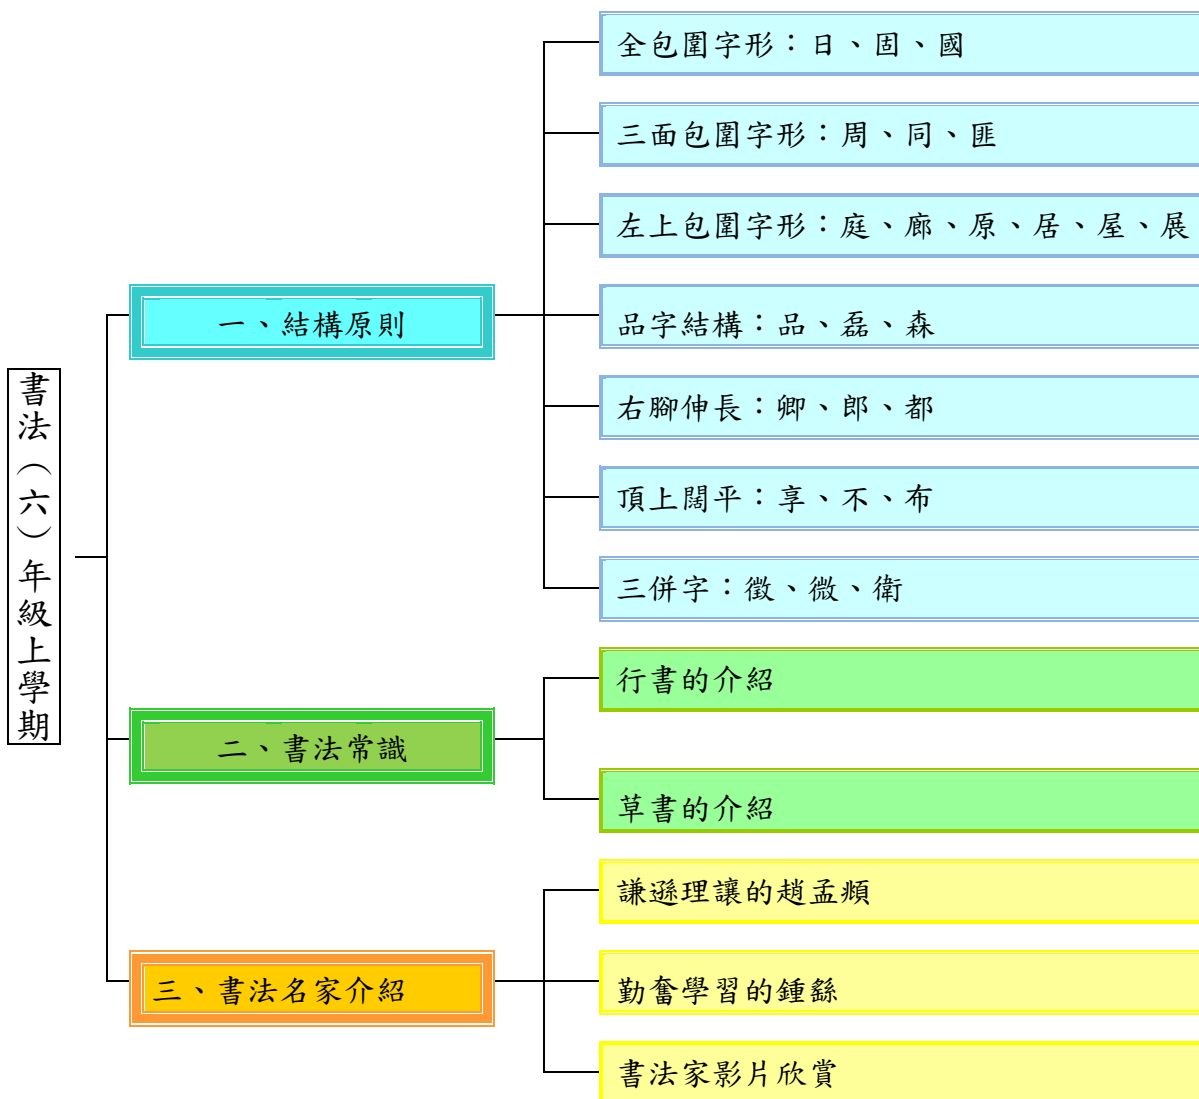 書法（六）年級上學期
一、結構原則
全包圍字形：日、固、國
三面包圍字形：周、同、匪
左上包圍字形：庭、廊、原、居、屋、展
品字結構：品、磊、森
右腳伸長：卿、郎、都
頂上闊平：享、不、布
三併字：徵、微、衛
二、書法常識
行書的介紹
草書的介紹
三、書法名家介紹
謙遜理讓的趙孟頫
勤奮學習的鍾繇
書法家影片欣賞